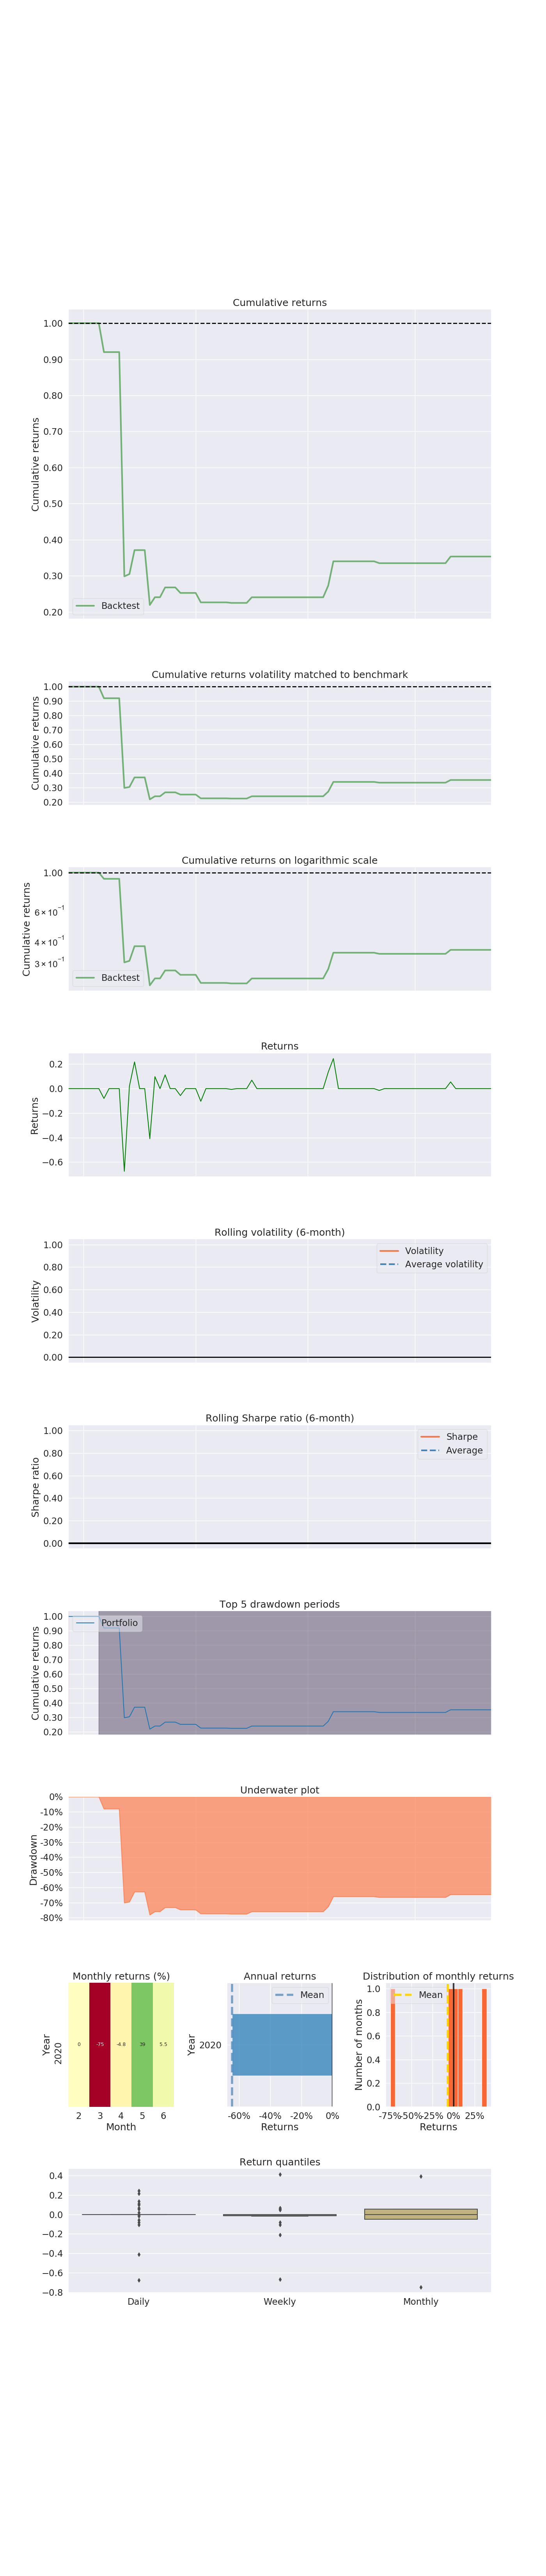 Cumulative returns
Cumulative returns
1.00
0.90
0.80
0.70
0.60
0.50
0.40
0.30
0.20
Backtest
Cumulative returns volatility matched to benchmark
Cumulative returns
1.00
0.90
0.80
0.70
0.60
0.50
0.40
0.30
0.20
Cumulative returns on logarithmic scale
Cumulative returns
1.00
6 × 10⁻¹
4 × 10⁻¹
3 × 10⁻¹
Backtest
Returns
Returns
0.2
0.0
−0.2
−0.4
−0.6
Rolling volatility (6-month)
Volatility
1.00
0.80
0.60
0.40
0.20
0.00
Volatility
Average volatility
Rolling Sharpe ratio (6-month)
Sharpe ratio
1.00
0.80
0.60
0.40
0.20
0.00
Sharpe
Average
Top 5 drawdown periods
Cumulative returns
1.00
0.90
0.80
0.70
0.60
0.50
0.40
0.30
0.20
Portfolio
Underwater plot
Drawdown
0%
-10%
-20%
-30%
-40%
-50%
-60%
-70%
-80%
Monthly returns (%)
Year
2020
0 -75 -4.8 39 5.5
2 3 4 5 6
Month
Annual returns
Year
2020
Mean
-60% -40% -20% 0%
Returns
Distribution of monthly returns
Number of months
1.0
0.8
0.6
0.4
0.2
0.0
Mean
-75% -50% -25% 0% 25%
Returns
Return quantiles
0.4
0.2
0.0
−0.2
−0.4
−0.6
−0.8
Daily Weekly Monthly